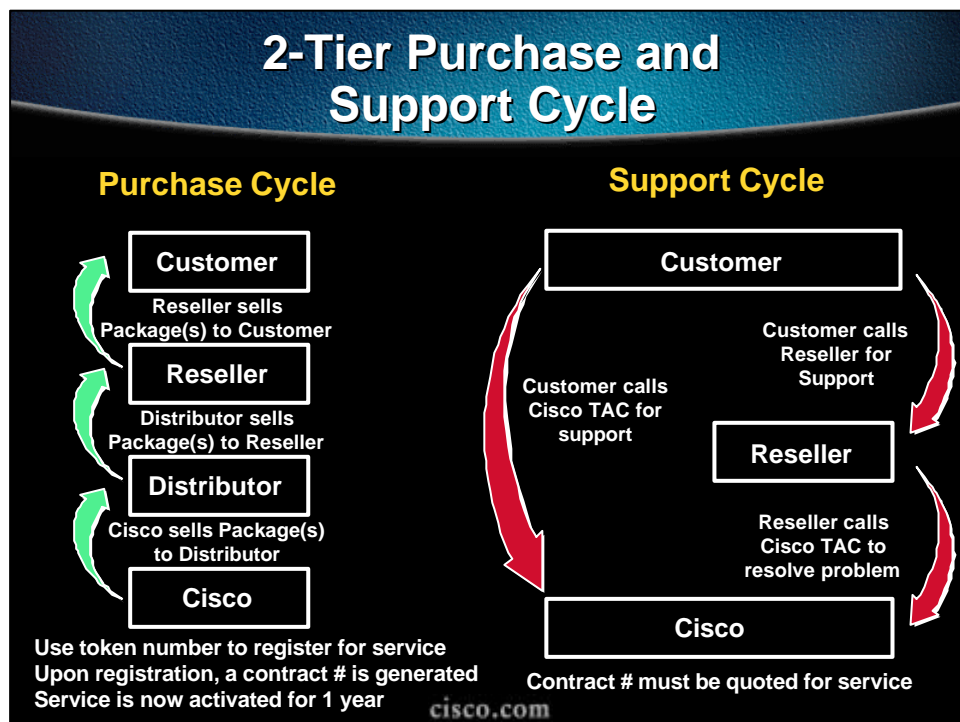 2-Tier Purchase and
Support Cycle
Purchase Cycle
Customer
Reseller sells
Package(s) to Customer
Reseller
Distributor sells
Package(s) to Reseller
Distributor
Cisco sells Package(s)
to Distributor
Cisco
Use token number to register for service
Upon registration, a contract # is generated
Service is now activated for 1 year
Support Cycle
Customer
Customer calls
Cisco TAC for
support
Customer calls
Reseller for
Support
Reseller
Reseller calls
Cisco TAC to
resolve problem
Cisco
Contract # must be quoted for service
cisco.com